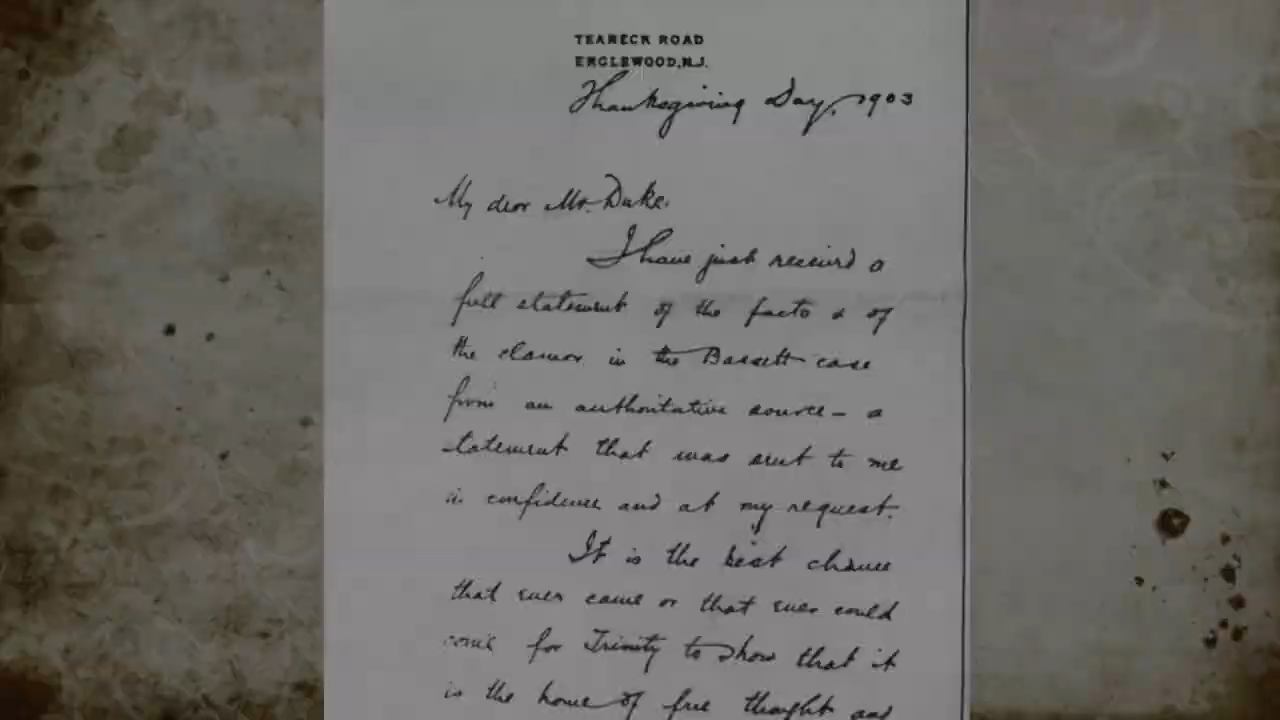 TEANECK ROAD
ENGLEWOOD, N.J.
Thanksgiving Day, 1903
My dear Mr. Duke:
I have just received a
full statement of the facts & of
the clamor in the Bassett case
from an authoritative source — a
statement that was sent to me
in confidence and at my request.
It is the best chance
that ever came or that ever could
come for Trinity to show that it
is the home of free thought and